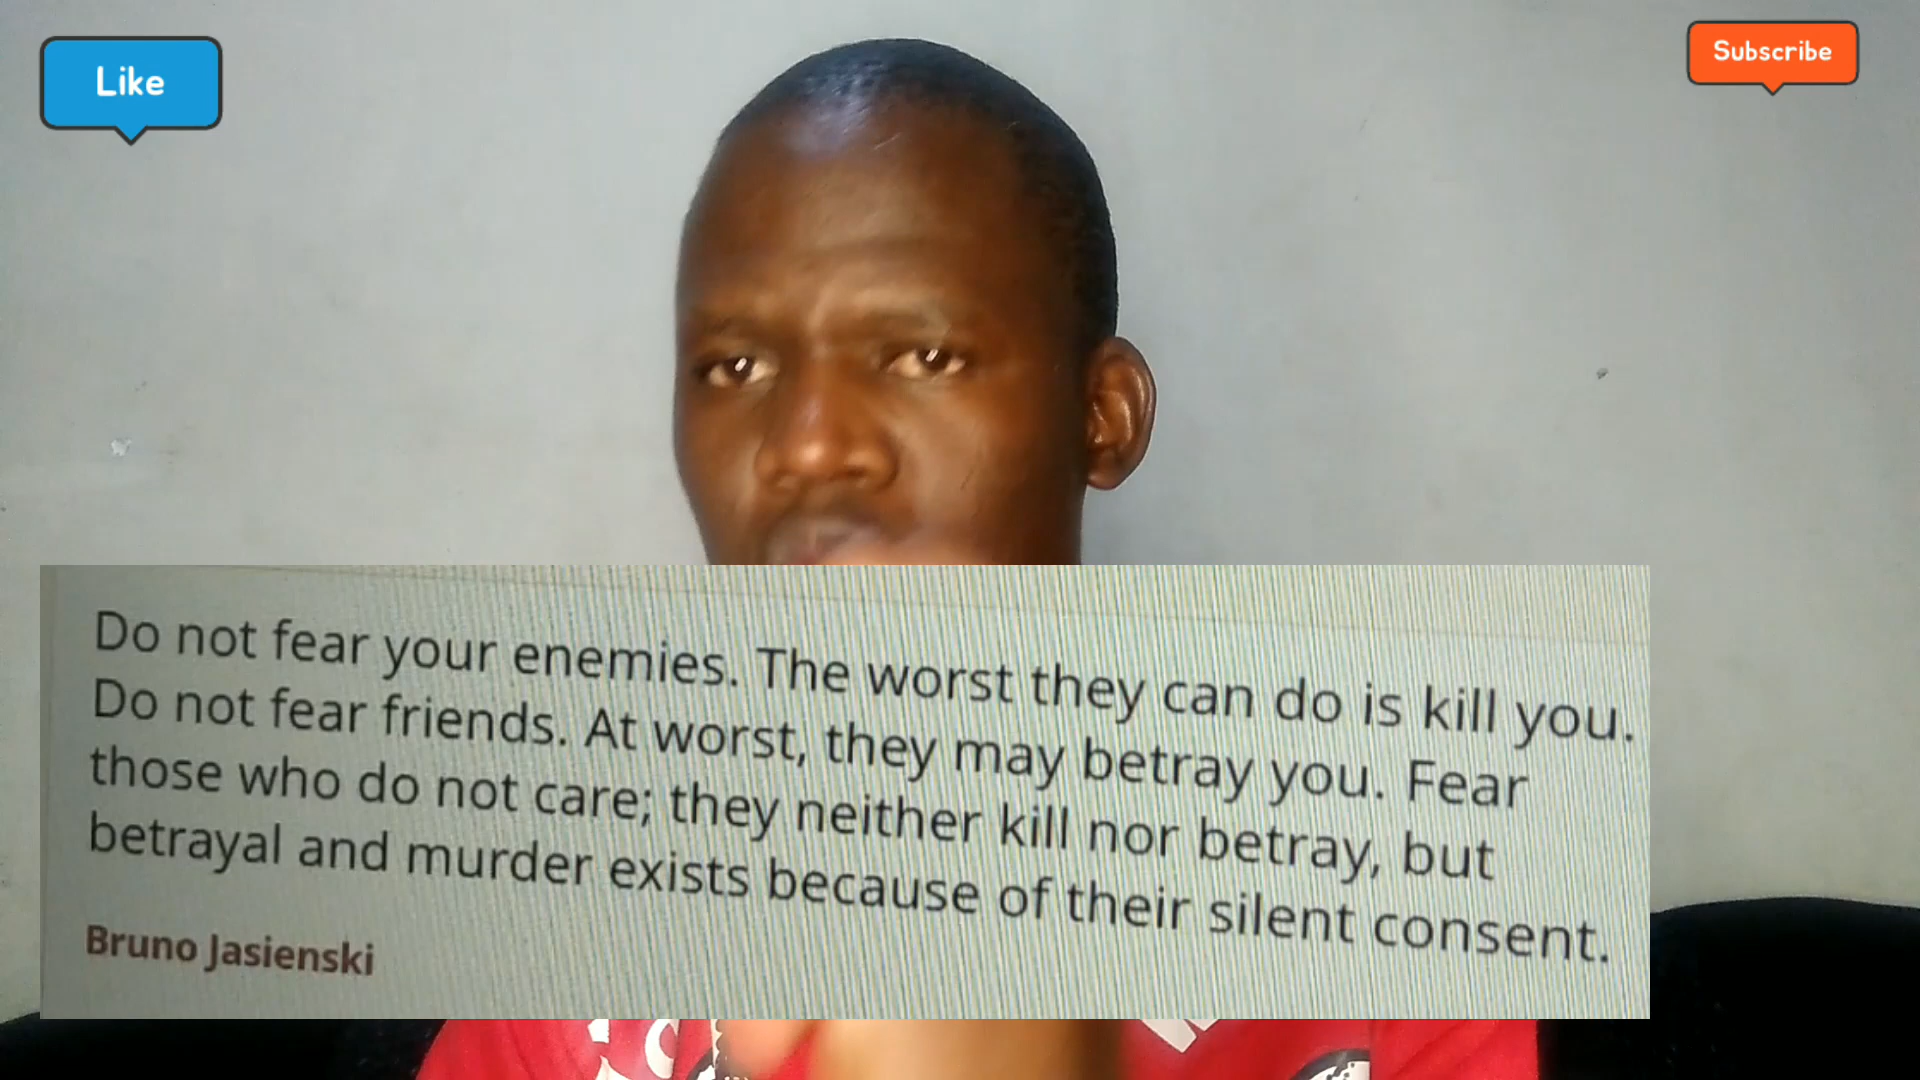 Like
Subscribe
Do not fear your enemies. The worst they can do is kill you.
Do not fear friends. At worst, they may betray you. Fear
those who do not care; they neither kill nor betray, but
betrayal and murder exists because of their silent consent.
Bruno Jasienski